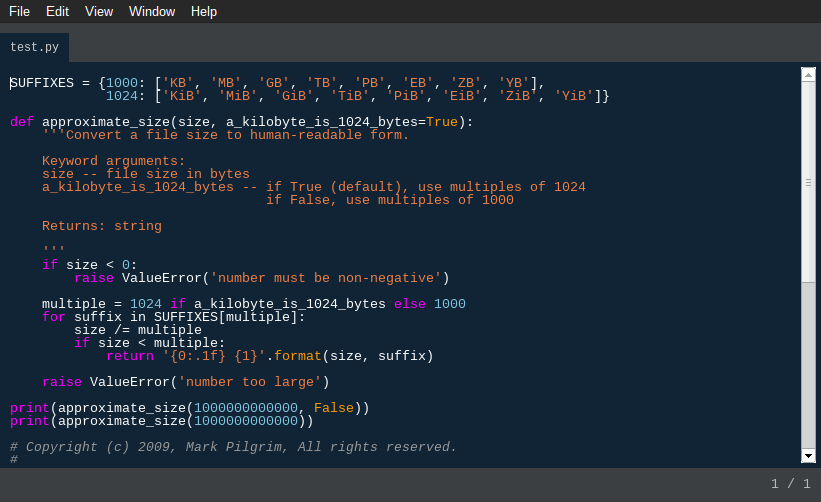 File Edit View Window Help
test.py
SUFFIXES = {1000: ['KB', 'MB', 'GB', 'TB', 'PB', 'EB', 'ZB', 'YB'],
            1024: ['KiB', 'MiB', 'GiB', 'TiB', 'PiB', 'EiB', 'ZiB', 'YiB']}
def approximate_size(size, a_kilobyte_is_1024_bytes=True):
    '''Convert a file size to human-readable form.
    Keyword arguments:
    size -- file size in bytes
    a_kilobyte_is_1024_bytes -- if True (default), use multiples of 1024
                                if False, use multiples of 1000
    Returns: string
    '''
    if size < 0:
        raise ValueError('number must be non-negative')
    multiple = 1024 if a_kilobyte_is_1024_bytes else 1000
    for suffix in SUFFIXES[multiple]:
        size /= multiple
        if size < multiple:
            return '{0:.1f} {1}'.format(size, suffix)
    raise ValueError('number too large')
print(approximate_size(1000000000000, False))
print(approximate_size(1000000000000))
# Copyright (c) 2009, Mark Pilgrim, All rights reserved.
#
1 / 1